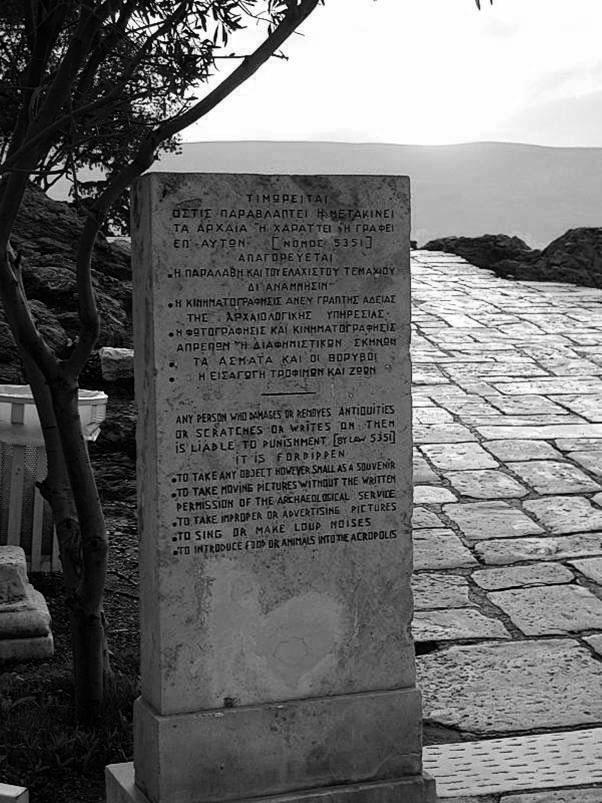 ΤΙΜΩΡΕΙΤΑΙ
ΟΣΤΙΣ ΠΑΡΑΒΛΑΠΤΕΙ Ή ΜΕΤΑΚΙΝΕΙ
ΤΑ ΑΡΧΑΙΑ Ή ΧΑΡΑΤΤΕΙ Ή ΓΡΑΦΕΙ
ΕΠ' ΑΥΤΩΝ [ΝΟΜΟΣ 5351]
ΑΠΑΓΟΡΕΥΕΤΑΙ
•Η ΠΑΡΑΛΑΒΗ ΚΑΙ ΤΟΥ ΕΛΑΧΙΣΤΟΥ ΤΕΜΑΧΙΟΥ
ΔΙ ΑΝΑΜΝΗΣΙΝ
•Η ΚΙΝΗΜΑΤΟΓΡΑΦΗΣΙΣ ΑΝΕΥ ΓΡΑΠΤΗΣ ΑΔΕΙΑΣ
ΤΗΣ ΑΡΧΑΙΟΛΟΓΙΚΗΣ ΥΠΗΡΕΣΙΑΣ
•Η ΦΩΤΟΓΡΑΦΗΣΙΣ ΚΑΙ ΚΙΝΗΜΑΤΟΓΡΑΦΗΣΙΣ
ΑΠΡΕΠΩΝ Ή ΔΙΑΦΗΜΙΣΤΙΚΩΝ ΣΚΗΝΩΝ
• ΤΑ ΑΣΜΑΤΑ ΚΑΙ ΟΙ ΘΟΡΥΒΟΙ
• Η ΕΙΣΑΓΩΓΗ ΤΡΟΦΙΜΩΝ ΚΑΙ ΖΩΩΝ
ANY PERSON WHO DAMAGES OR REMOVES ANTIQUITIES
OR SCRATCHES OR WRITES ON THEM
IS LIABLE TO PUNISHMENT [BY LAW 5351]
IT IS FORBIDDEN
•TO TAKE ANY OBJECT HOWEVER SMALL AS A SOUVENIR
•TO TAKE MOVING PICTURES WITHOUT THE WRITTEN
PERMISSION OF THE ARCHAEOLOGICAL SERVICE
•TO TAKE IMPROPER OR ADVERTISING PICTURES
•TO SING OR MAKE LOUD NOISES
•TO INTRODUCE FOOD OR ANIMALS INTO THE ACROPOLIS